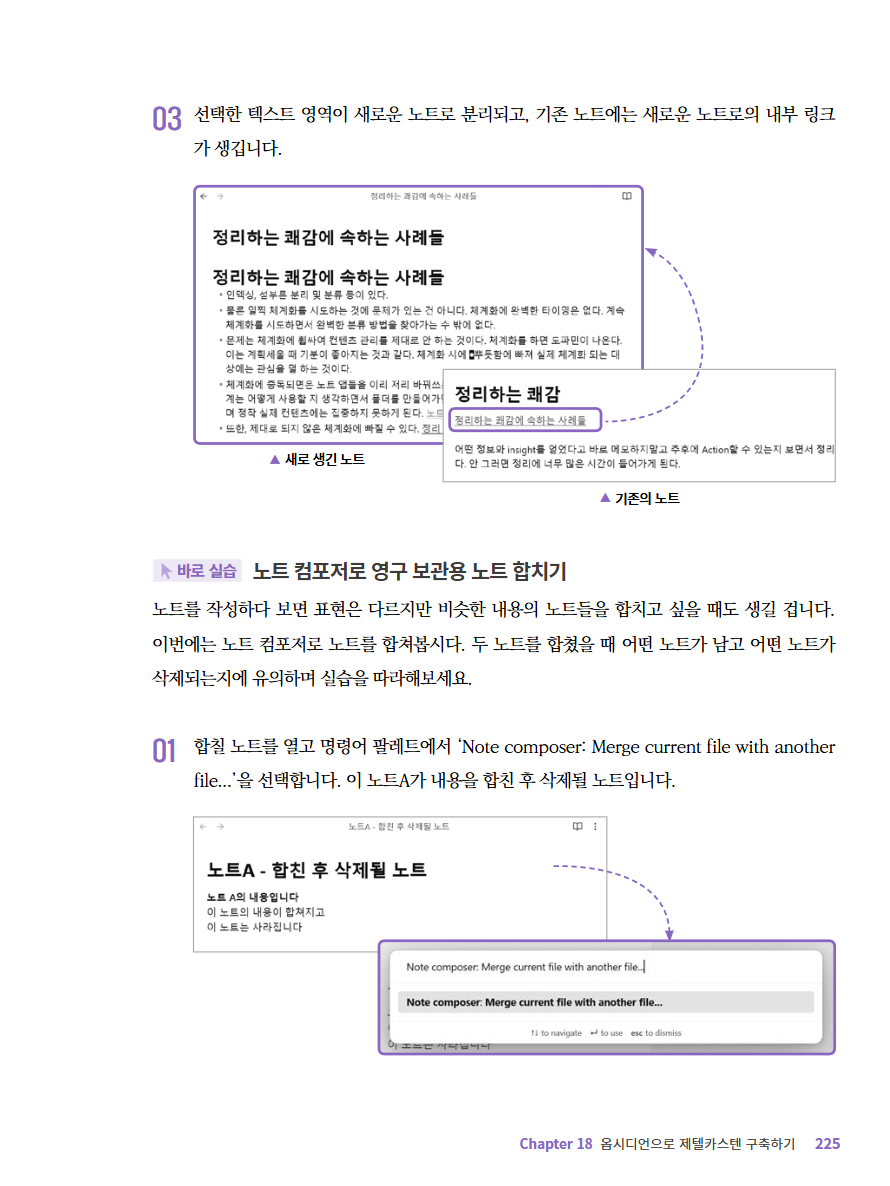 03 선택한 텍스트 영역이 새로운 노트로 분리되고, 기존 노트에는 새로운 노트로의 내부 링크
가 생깁니다.
정리하는 쾌감에 속하는 사례들
정리하는 쾌감에 속하는 사례들
정리하는 쾌감에 속하는 사례들
• 인덱싱, 섣부른 분리 및 분류 등이 있다.
• 물론 일찍 체계화를 시도하는 것에 문제가 있는 건 아니다. 체계화에 완벽한 타이밍은 없다. 계속
체계화를 시도하면서 완벽한 분류 방법을 찾아가는 수 밖에 없다.
• 문제는 체계화에 휩싸여 컨텐츠 관리를 제대로 안 하는 것이다. 체계화를 하면 도파민이 나온다.
이는 계획세울 때 기분이 좋아지는 것과 같다. 체계화 시에 뿌듯함에 빠져 실제 체계화 되는 대
상에는 관심을 덜 하는 것이다.
• 체계화에 중독되면은 노트 앱들을 이리 저리 바꿔쓰
계는 어떻게 사용할 지 생각하면서 폴더를 만들어가
며 정작 실제 컨텐츠에는 집중하지 못하게 된다. 노트
• 또한, 제대로 되지 않은 체계화에 빠질 수 있다. 정리
정리하는 쾌감
정리하는 쾌감에 속하는 사례들
어떤 정보와 insight를 얻었다고 바로 메모하지말고 추후에 Action할 수 있는지 보면서 정리
다. 안 그러면 정리에 너무 많은 시간이 들어가게 된다.
▲ 새로 생긴 노트
▲ 기존의 노트
바로 실습 노트 컴포저로 영구 보관용 노트 합치기
노트를 작성하다 보면 표현은 다르지만 비슷한 내용의 노트들을 합치고 싶을 때도 생길 겁니다.
이번에는 노트 컴포저로 노트를 합쳐봅시다. 두 노트를 합쳤을 때 어떤 노트가 남고 어떤 노트가
삭제되는지에 유의하며 실습을 따라해보세요.
01 합칠 노트를 열고 명령어 팔레트에서 ‘Note composer: Merge current file with another
file...’을 선택합니다. 이 노트A가 내용을 합친 후 삭제될 노트입니다.
노트A - 합친 후 삭제될 노트
노트A - 합친 후 삭제될 노트
노트 A의 내용입니다
이 노트의 내용이 합쳐지고
이 노트는 사라집니다
Note composer: Merge current file with another file...
Note composer: Merge current file with another file...
↑↓ to navigate ↵ to use esc to dismiss
이 노트는 사라집니다
Chapter 18 옵시디언으로 제텔카스텐 구축하기 225